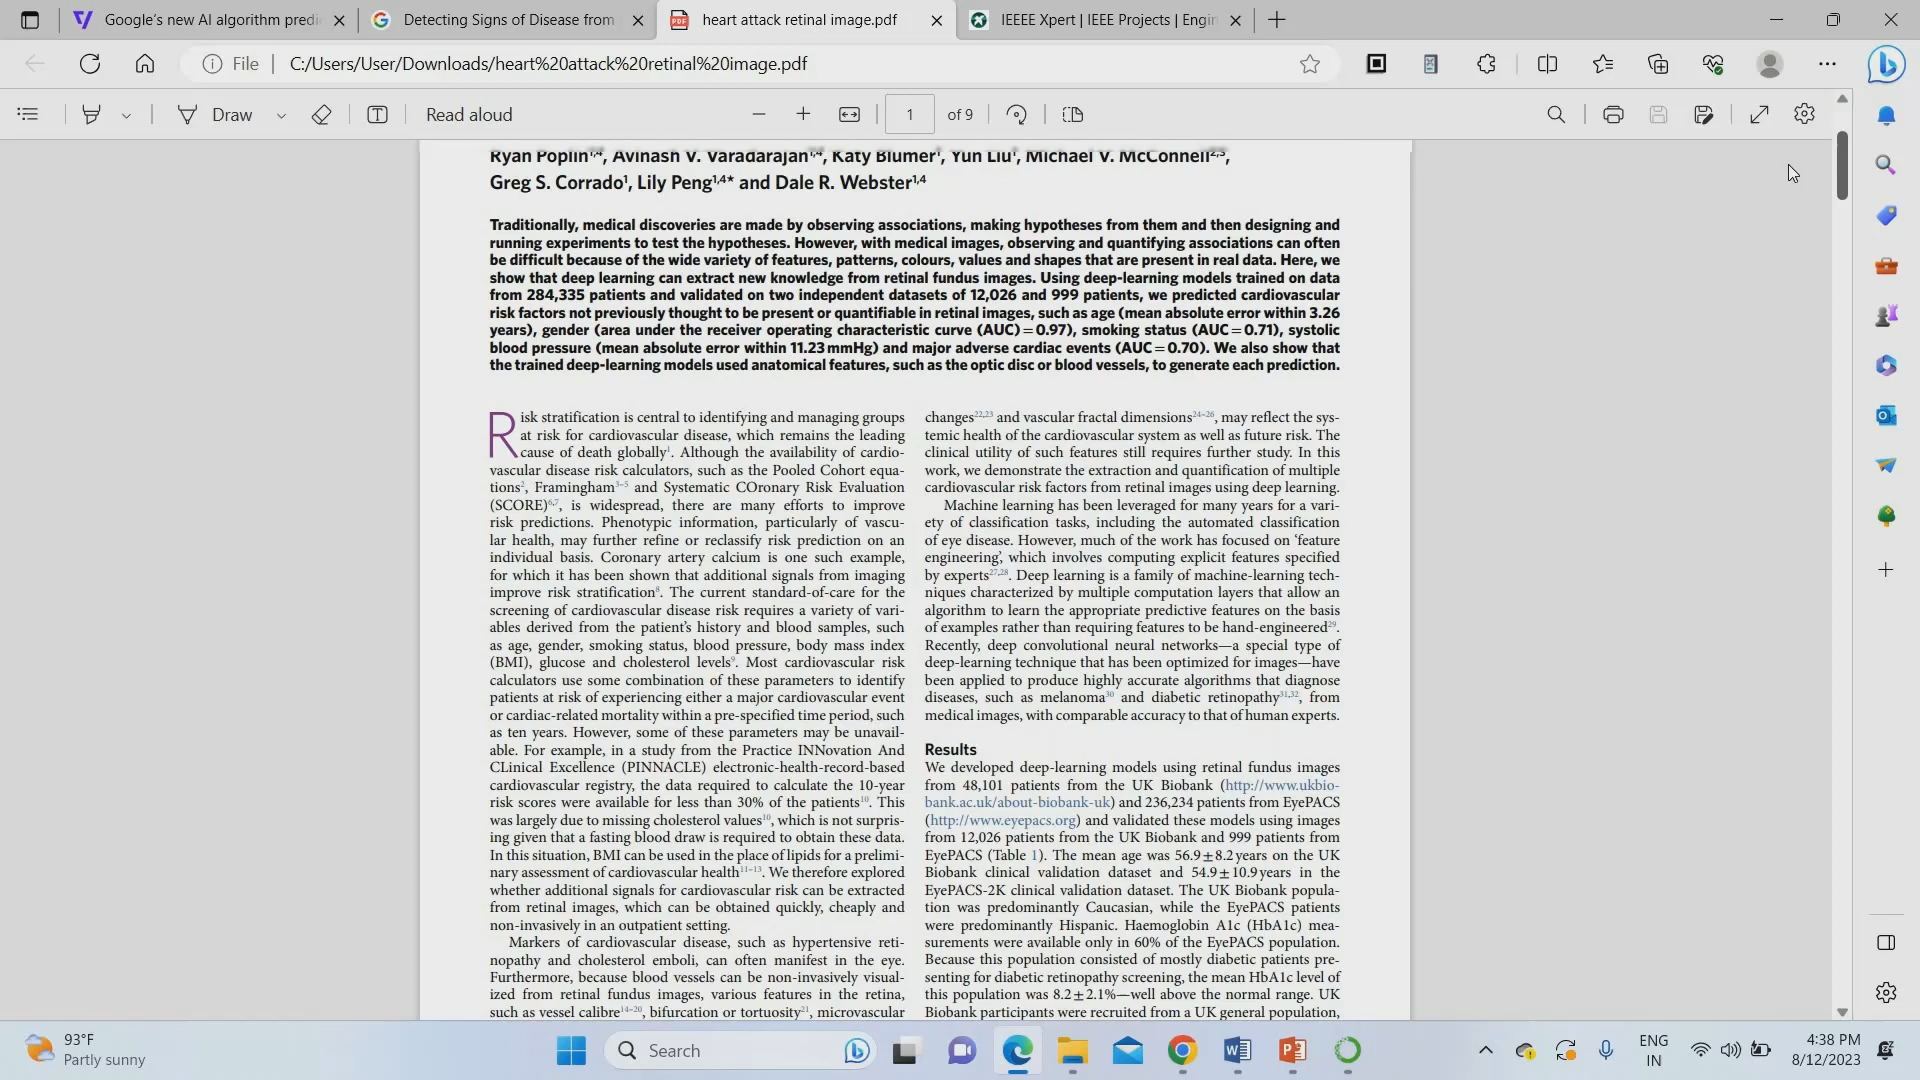 Google's new AI algorithm predi
Detecting Signs of Disease from
heart attack retinal image.pdf
IEEEE Xpert | IEEE Projects | Engin
File
C:/Users/User/Downloads/heart%20attack%20retinal%20image.pdf
Draw
Read aloud
1 of 9
Ryan Poplin1,4, Avinash V. Varadarajan1,4, Katy Blumer1, Yun Liu1, Michael V. McConnell2,3,
Greg S. Corrado1, Lily Peng1,4* and Dale R. Webster1,4
Traditionally, medical discoveries are made by observing associations, making hypotheses from them and then designing and
running experiments to test the hypotheses. However, with medical images, observing and quantifying associations can often
be difficult because of the wide variety of features, patterns, colours, values and shapes that are present in real data. Here, we
show that deep learning can extract new knowledge from retinal fundus images. Using deep-learning models trained on data
from 284,335 patients and validated on two independent datasets of 12,026 and 999 patients, we predicted cardiovascular
risk factors not previously thought to be present or quantifiable in retinal images, such as age (mean absolute error within 3.26
years), gender (area under the receiver operating characteristic curve (AUC) = 0.97), smoking status (AUC = 0.71), systolic
blood pressure (mean absolute error within 11.23 mmHg) and major adverse cardiac events (AUC = 0.70). We also show that
the trained deep-learning models used anatomical features, such as the optic disc or blood vessels, to generate each prediction.
Risk stratification is central to identifying and managing groups
at risk for cardiovascular disease, which remains the leading
cause of death globally1. Although the availability of cardio-
vascular disease risk calculators, such as the Pooled Cohort equa-
tions2, Framingham3–5 and Systematic COronary Risk Evaluation
(SCORE)6,7, is widespread, there are many efforts to improve
risk predictions. Phenotypic information, particularly of vascu-
lar health, may further refine or reclassify risk prediction on an
individual basis. Coronary artery calcium is one such example,
for which it has been shown that additional signals from imaging
improve risk stratification8. The current standard-of-care for the
screening of cardiovascular disease risk requires a variety of vari-
ables derived from the patient's history and blood samples, such
as age, gender, smoking status, blood pressure, body mass index
(BMI), glucose and cholesterol levels9. Most cardiovascular risk
calculators use some combination of these parameters to identify
patients at risk of experiencing either a major cardiovascular event
or cardiac-related mortality within a pre-specified time period, such
as ten years. However, some of these parameters may be unavail-
able. For example, in a study from the Practice INNovation And
CLinical Excellence (PINNACLE) electronic-health-record-based
cardiovascular registry, the data required to calculate the 10-year
risk scores were available for less than 30% of the patients10. This
was largely due to missing cholesterol values10, which is not surpris-
ing given that a fasting blood draw is required to obtain these data.
In this situation, BMI can be used in the place of lipids for a prelimi-
nary assessment of cardiovascular health11–13. We therefore explored
whether additional signals for cardiovascular risk can be extracted
from retinal images, which can be obtained quickly, cheaply and
non-invasively in an outpatient setting.
Markers of cardiovascular disease, such as hypertensive reti-
nopathy and cholesterol emboli, can often manifest in the eye.
Furthermore, because blood vessels can be non-invasively visual-
ized from retinal fundus images, various features in the retina,
such as vessel calibre14–20, bifurcation or tortuosity21, microvascular
changes22,23 and vascular fractal dimensions24–26, may reflect the sys-
temic health of the cardiovascular system as well as future risk. The
clinical utility of such features still requires further study. In this
work, we demonstrate the extraction and quantification of multiple
cardiovascular risk factors from retinal images using deep learning.
Machine learning has been leveraged for many years for a vari-
ety of classification tasks, including the automated classification
of eye disease. However, much of the work has focused on 'feature
engineering', which involves computing explicit features specified
by experts27,28. Deep learning is a family of machine-learning tech-
niques characterized by multiple computation layers that allow an
algorithm to learn the appropriate predictive features on the basis
of examples rather than requiring features to be hand-engineered29.
Recently, deep convolutional neural networks—a special type of
deep-learning technique that has been optimized for images—have
been applied to produce highly accurate algorithms that diagnose
diseases, such as melanoma30 and diabetic retinopathy31,32, from
medical images, with comparable accuracy to that of human experts.
Results
We developed deep-learning models using retinal fundus images
from 48,101 patients from the UK Biobank (http://www.ukbio-
bank.ac.uk/about-biobank-uk) and 236,234 patients from EyePACS
(http://www.eyepacs.org) and validated these models using images
from 12,026 patients from the UK Biobank and 999 patients from
EyePACS (Table 1). The mean age was 56.9 ± 8.2 years on the UK
Biobank clinical validation dataset and 54.9 ± 10.9 years in the
EyePACS-2K clinical validation dataset. The UK Biobank popula-
tion was predominantly Caucasian, while the EyePACS patients
were predominantly Hispanic. Haemoglobin A1c (HbA1c) mea-
surements were available only in 60% of the EyePACS population.
Because this population consisted of mostly diabetic patients pre-
senting for diabetic retinopathy screening, the mean HbA1c level of
this population was 8.2 ± 2.1%—well above the normal range. UK
Biobank participants were recruited from a UK general population,
93°F
Partly sunny
Search
ENG
IN
4:38 PM
8/12/2023